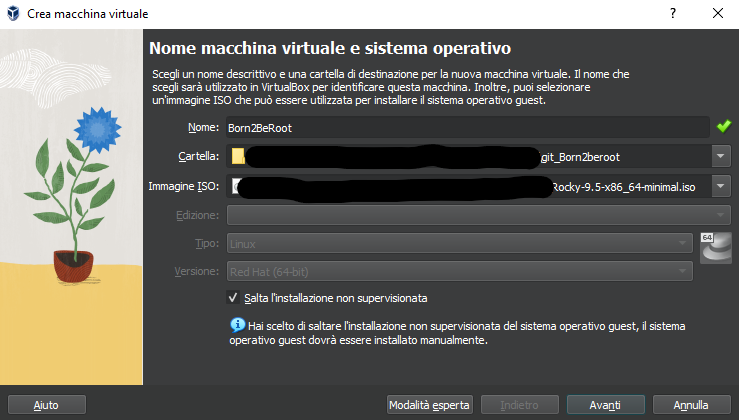 Crea macchina virtuale
Nome macchina virtuale e sistema operativo
Scegli un nome descrittivo e una cartella di destinazione per la nuova macchina virtuale. Il nome che
scegli sarà utilizzato in VirtualBox per identificare questa macchina. Inoltre, puoi selezionare
un'immagine ISO che può essere utilizzata per installare il sistema operativo guest.
Nome: Born2BeRoot
Cartella: git_Born2beroot
Immagine ISO: Rocky-9.5-x86_64-minimal.iso
Edizione:
Tipo: Linux
64
Versione: Red Hat (64-bit)
Salta l'installazione non supervisionata
Hai scelto di saltare l'installazione non supervisionata del sistema operativo guest, il sistema
operativo guest dovrà essere installato manualmente.
Aiuto Modalità esperta Indietro Avanti Annulla